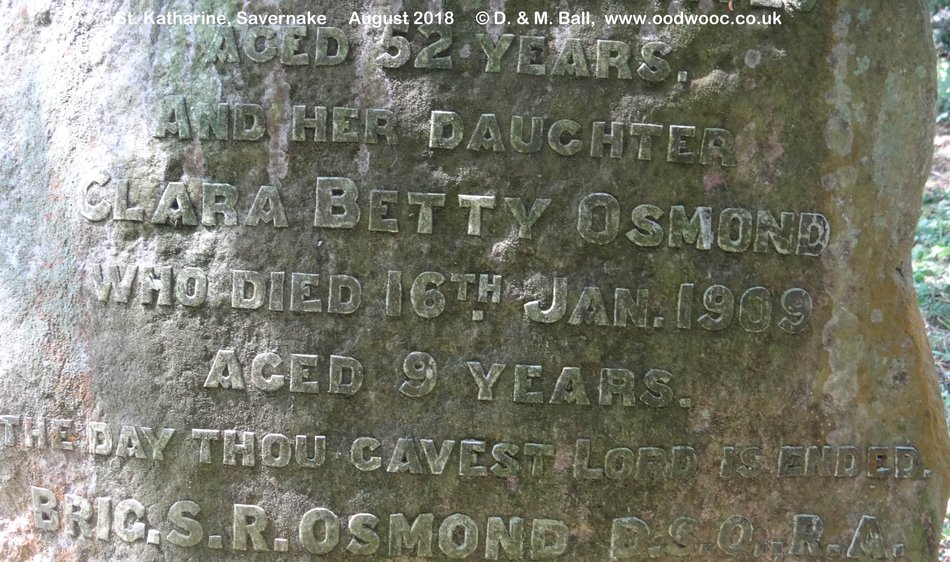 St. Katharine, Savernake August 2018 © D. & M. Ball, www.oodwooc.co.uk
AGED 52 YEARS.
AND HER DAUGHTER
CLARA BETTY OSMOND
WHO DIED 16TH JAN. 1909
AGED 9 YEARS.
THE DAY THOU CAVEST LORD IS ENDED.
BRIG. S. R. OSMOND D.S.O., R.A.